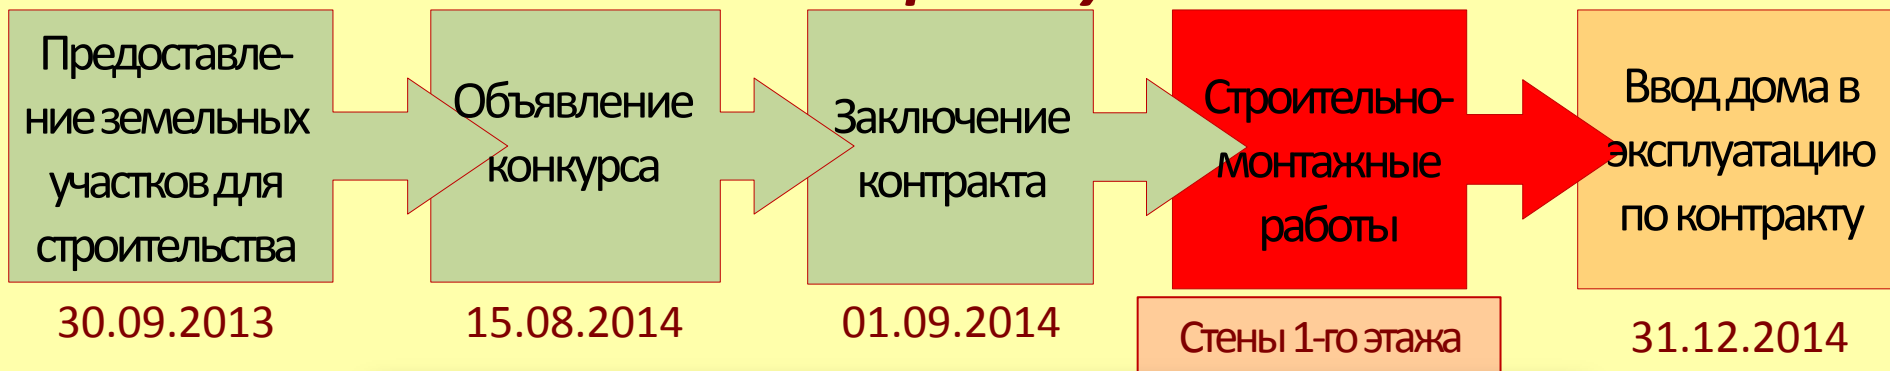 Предоставле-
ние земельных
участков для
строительства
30.09.2013
Объявление
конкурса
15.08.2014
Заключение
контракта
01.09.2014
Строительно-
монтажные
работы
Стены 1-го этажа
Ввод дома в
эксплуатацию
по контракту
31.12.2014